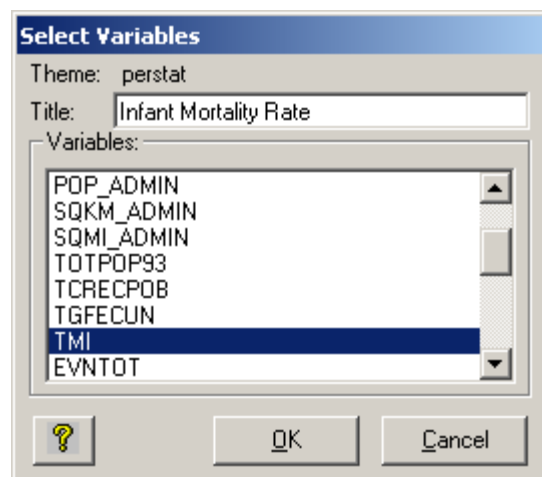 Select Variables
Theme: perstat
Title: Infant Mortality Rate
Variables:
POP_ADMIN
SQKM_ADMIN
SQMI_ADMIN
TOTPOP93
TCRECPOB
TGFECUN
TMI
EVNTOT
? OK Cancel